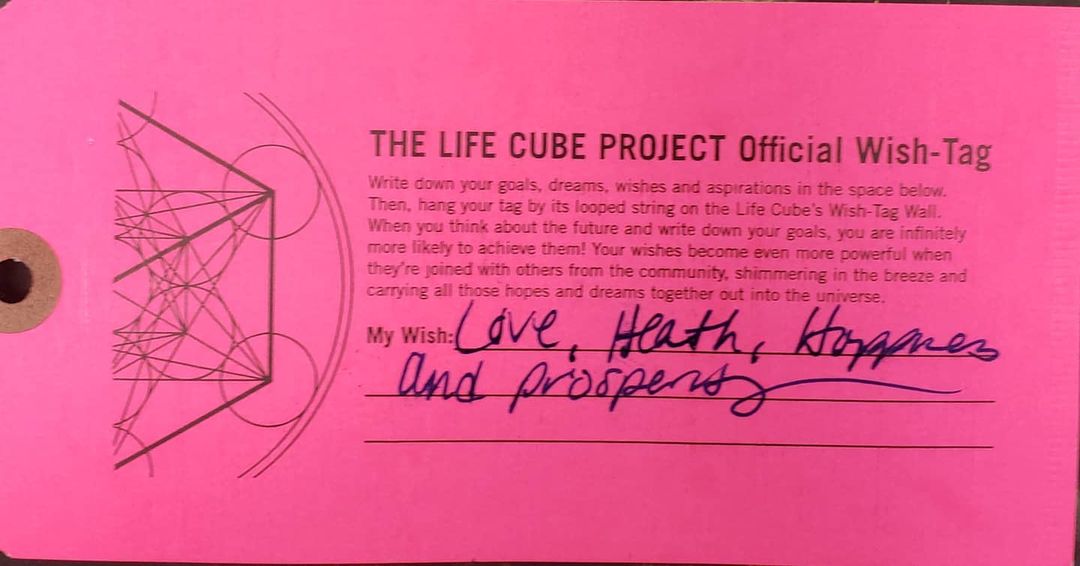 THE LIFE CUBE PROJECT Official Wish-Tag
Write down your goals, dreams, wishes and aspirations in the space below.
Then, hang your tag by its looped string on the Life Cube's Wish-Tag Wall.
When you think about the future and write down your goals, you are infinitely
more likely to achieve them! Your wishes become even more powerful when
they're joined with others from the community, shimmering in the breeze and
carrying all those hopes and dreams together out into the universe.
My Wish: Love, Heath, Happness
and prosperity